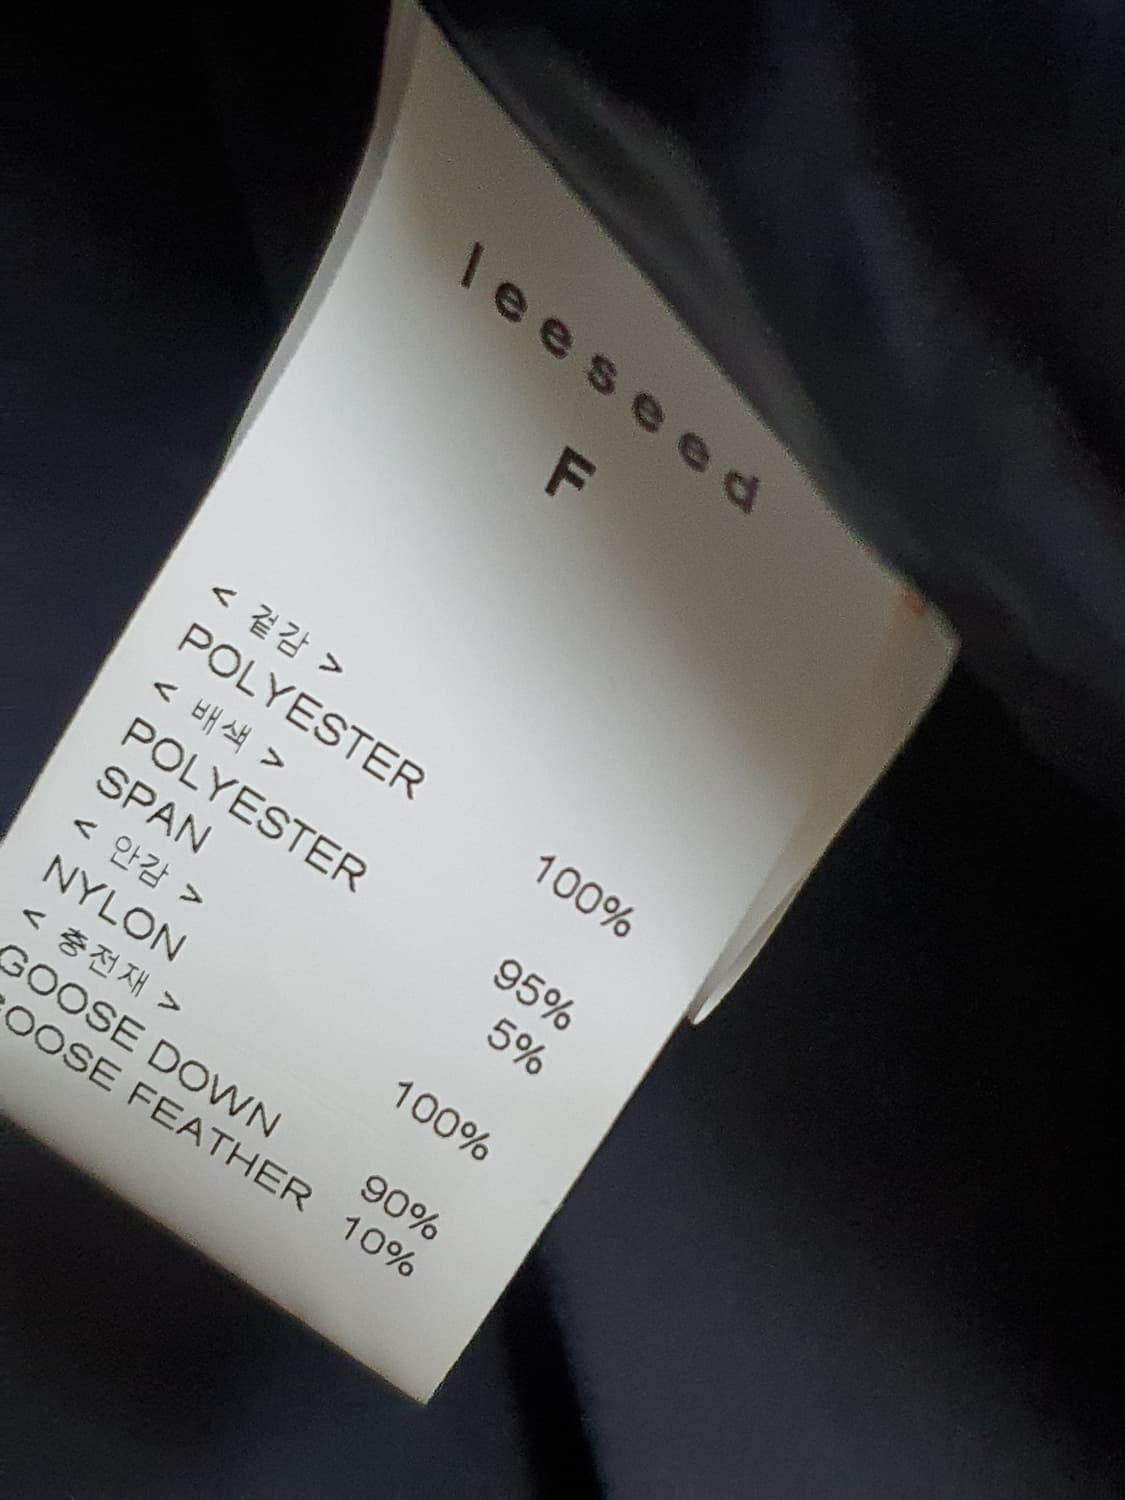 leeseed
F
< 겉감 >
POLYESTER 100%
< 배색 >
POLYESTER 95%
SPAN 5%
< 안감 >
NYLON 100%
< 충전재 >
GOOSE DOWN 90%
GOOSE FEATHER 10%